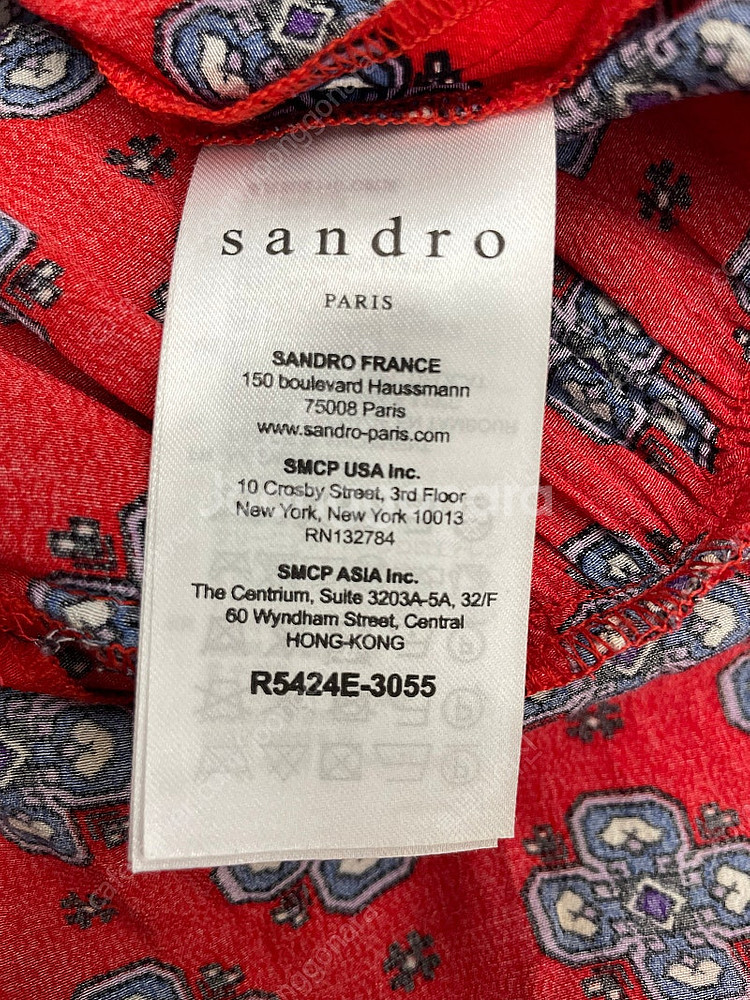 sandro
PARIS
SANDRO FRANCE
150 boulevard Haussmann
75008 Paris
www.sandro-paris.com
SMCP USA Inc.
10 Crosby Street, 3rd Floor
New York, New York 10013
RN132784
SMCP ASIA Inc.
The Centrium, Suite 3203A-5A, 32/F
60 Wyndham Street, Central
HONG-KONG
R5424E-3055